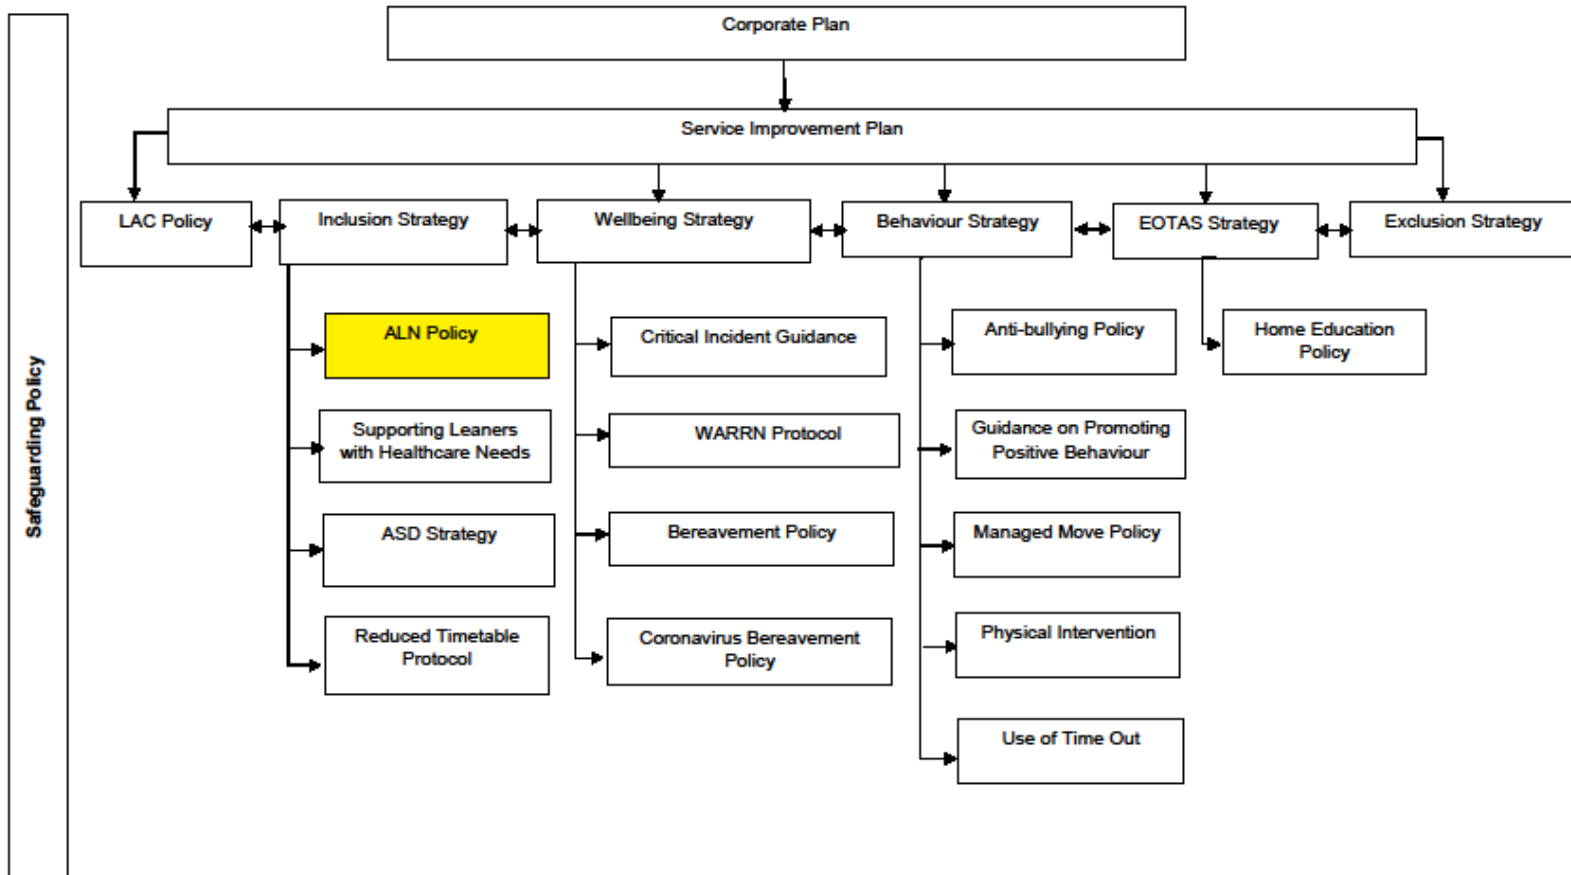 Corporate Plan
Service Improvement Plan
LAC Policy
Inclusion Strategy
Wellbeing Strategy
Behaviour Strategy
EOTAS Strategy
Exclusion Strategy
ALN Policy
Supporting Leaners
with Healthcare Needs
ASD Strategy
Reduced Timetable
Protocol
Critical Incident Guidance
WARRN Protocol
Bereavement Policy
Coronavirus Bereavement
Policy
Anti-bullying Policy
Guidance on Promoting
Positive Behaviour
Managed Move Policy
Physical Intervention
Use of Time Out
Home Education
Policy
Safeguarding Policy